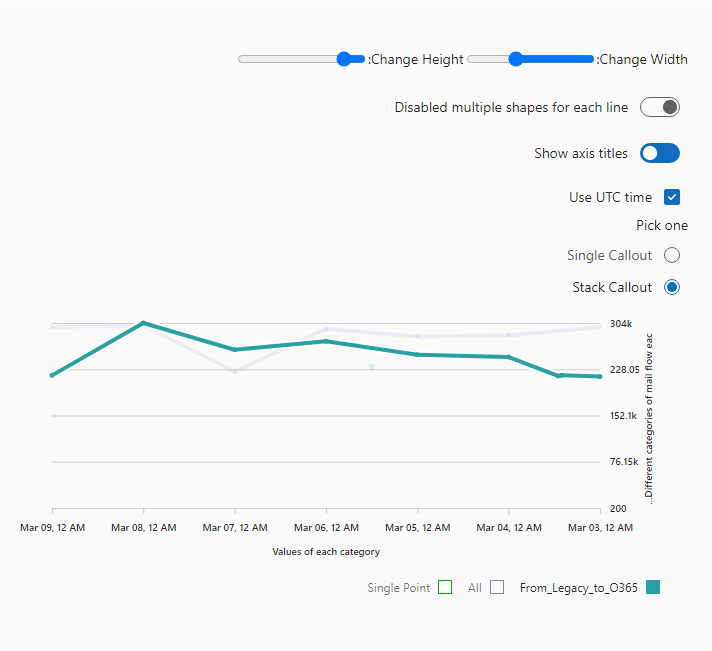 :Change Height
:Change Width
Disabled multiple shapes for each line
Show axis titles
Use UTC time
Pick one
Single Callout
Stack Callout
304k
228.05
152.1k
76.15k
200
...Different categories of mail flow eac
Mar 09, 12 AM
Mar 08, 12 AM
Mar 07, 12 AM
Mar 06, 12 AM
Mar 05, 12 AM
Mar 04, 12 AM
Mar 03, 12 AM
Values of each category
Single Point
All
From_Legacy_to_O365